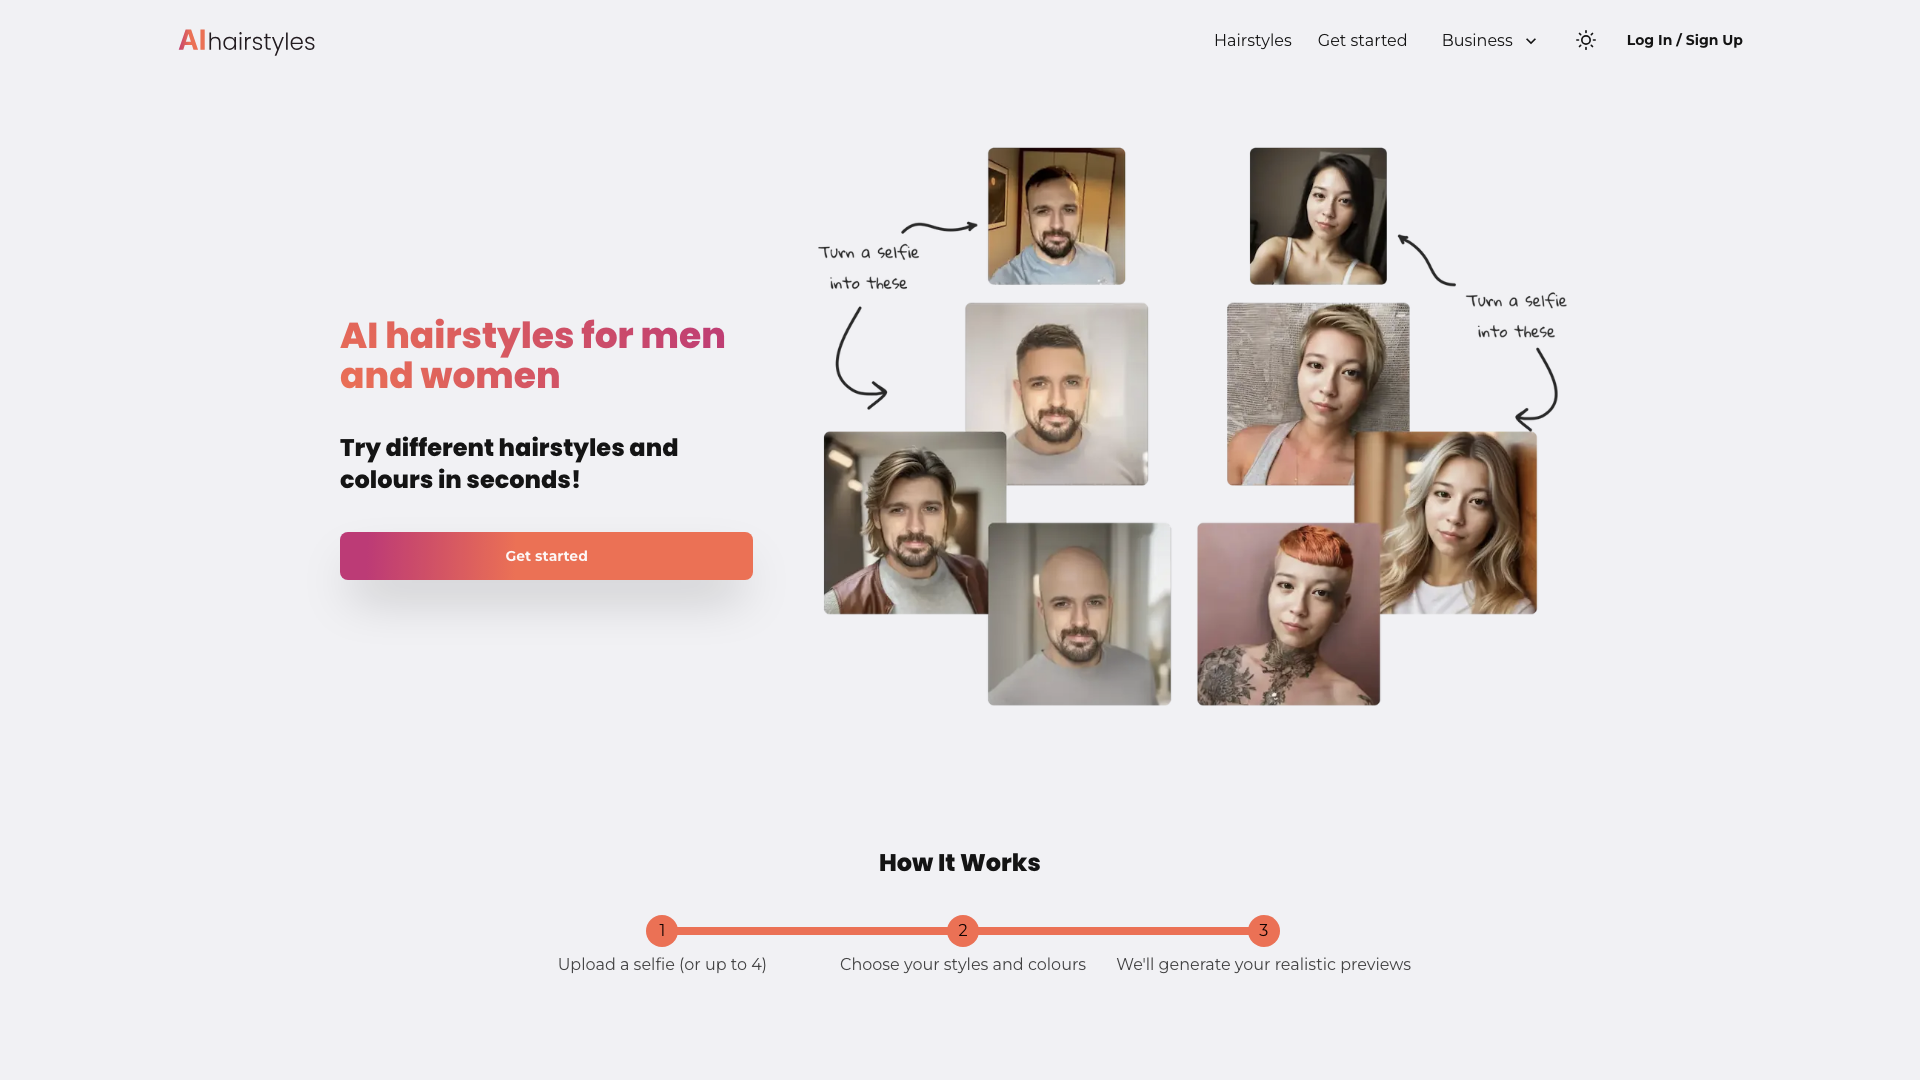 AIhairstyles
Hairstyles
Get started
Business
Log In / Sign Up
Turn a selfie
into these
Turn a selfie
into these
AI hairstyles for men
and women
Try different hairstyles and
colours in seconds!
Get started
How It Works
1
2
3
Upload a selfie (or up to 4)
Choose your styles and colours
We'll generate your realistic previews